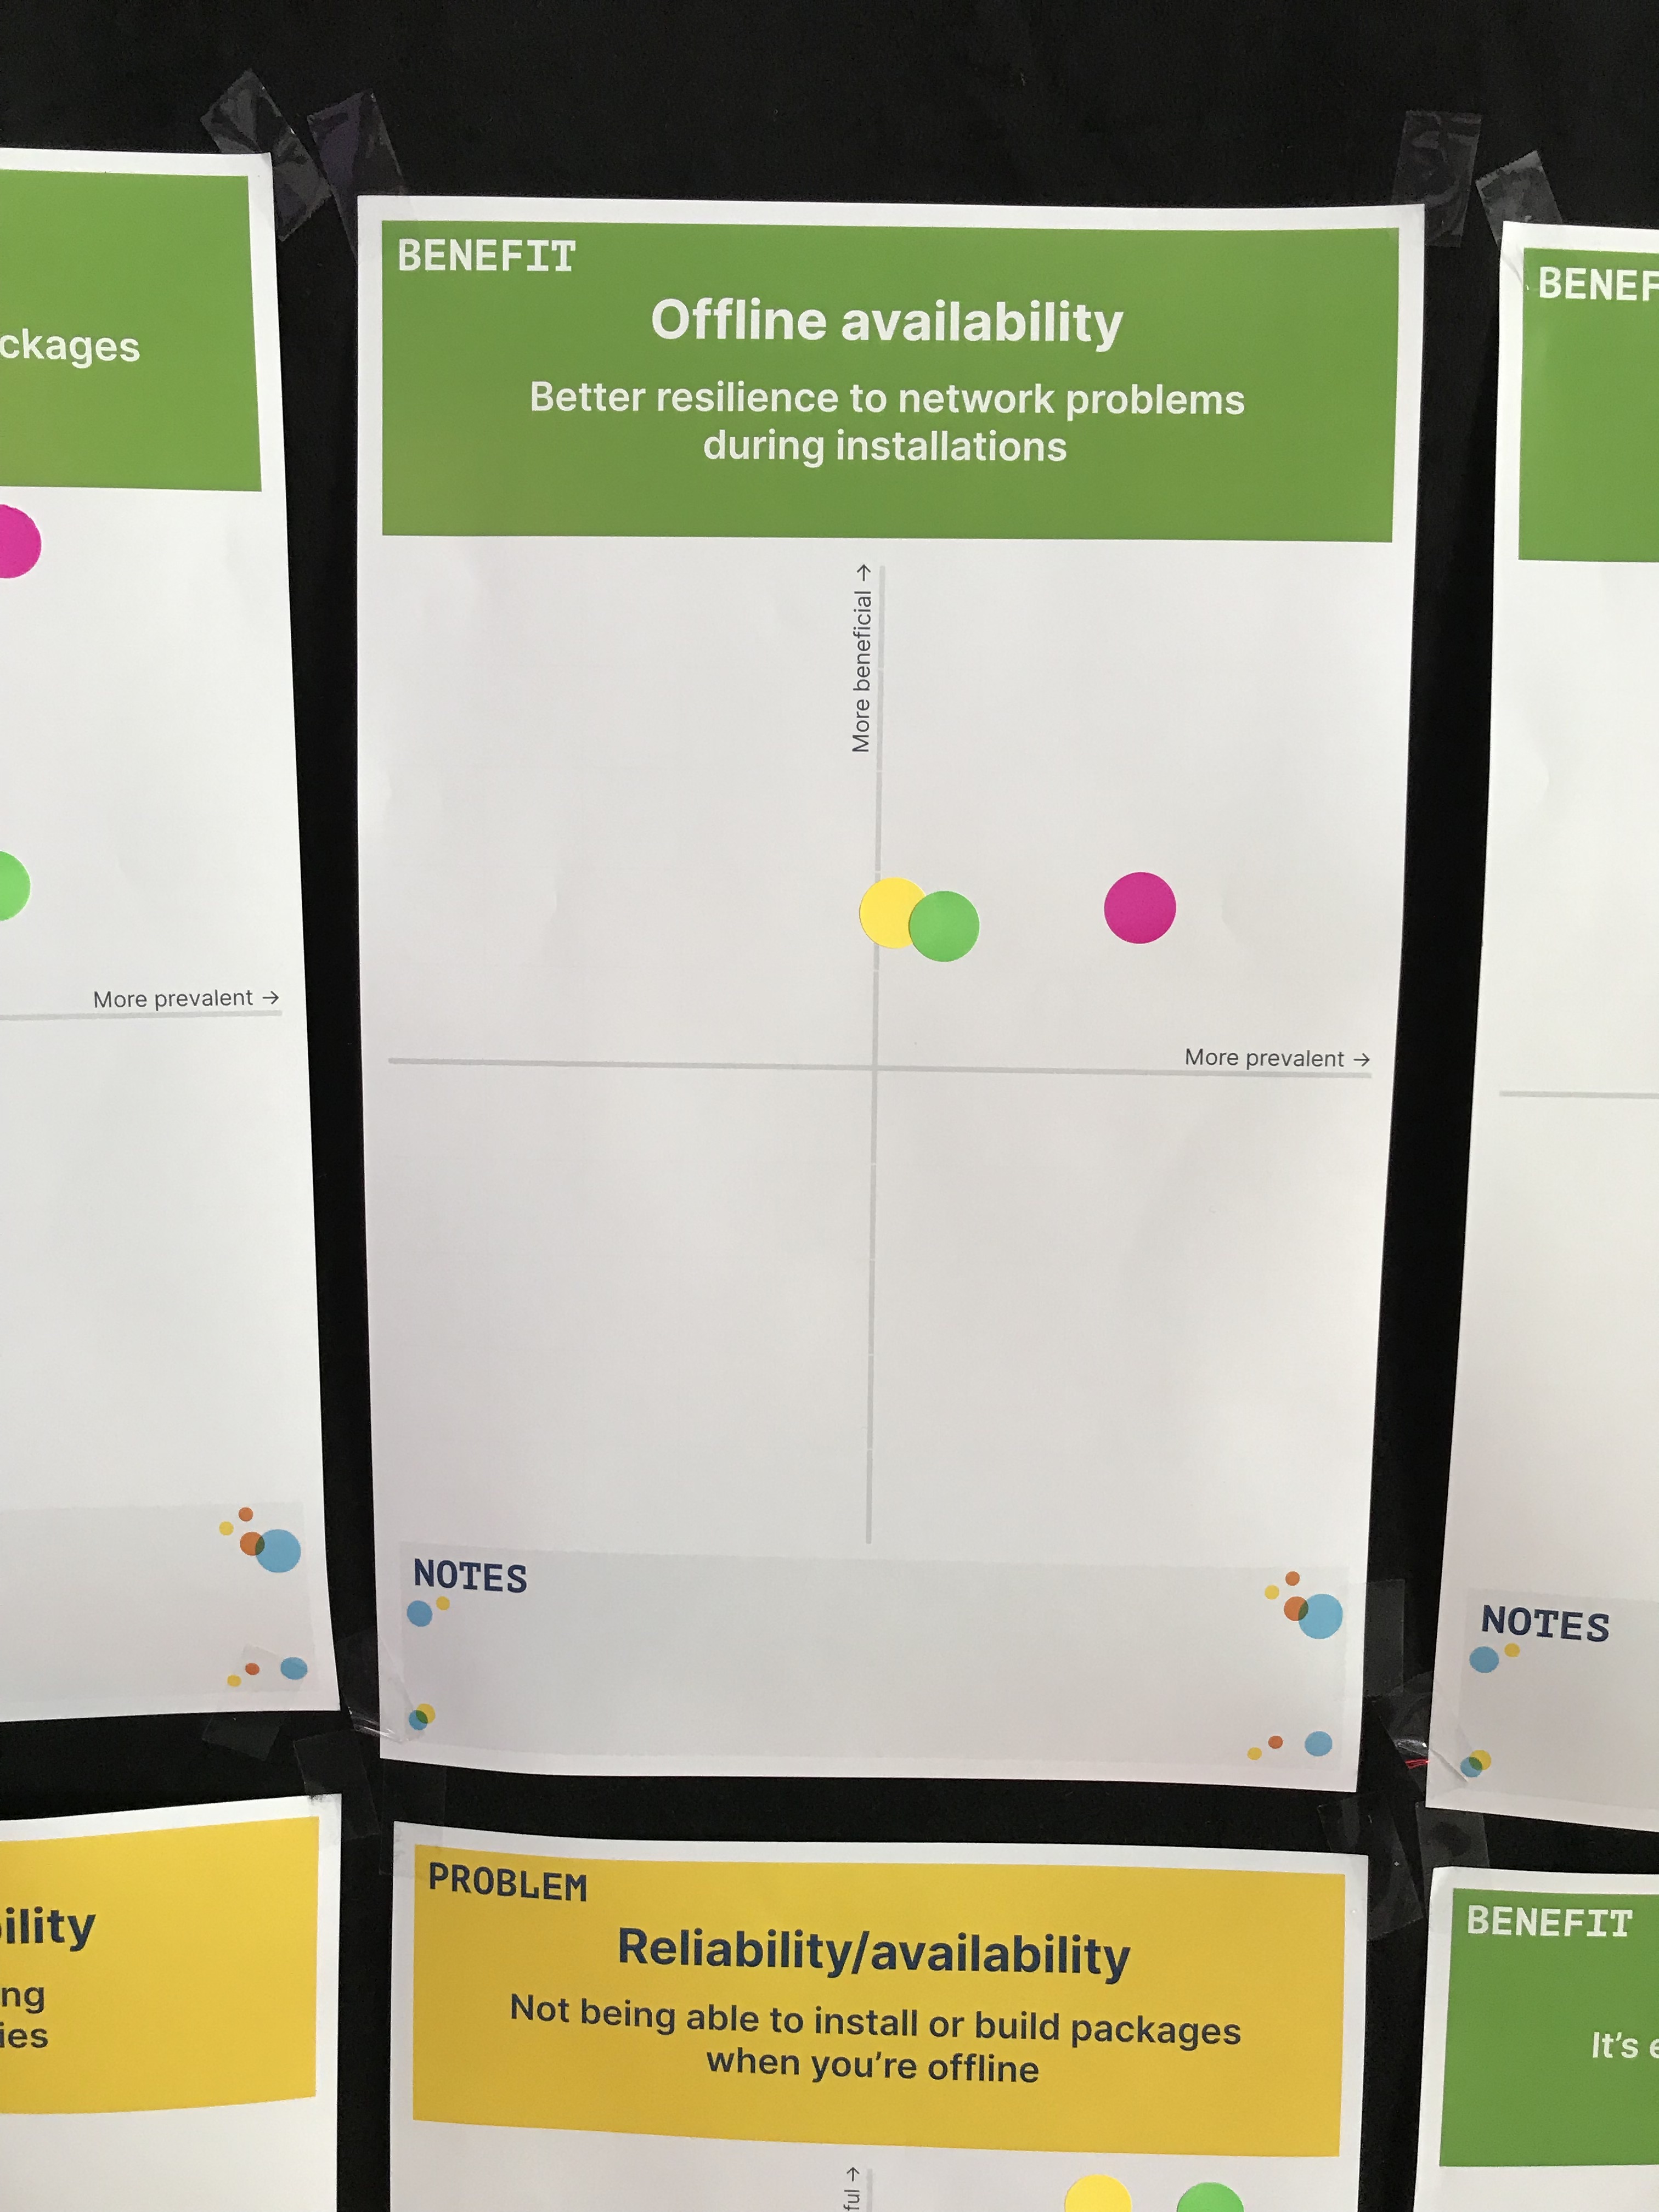 BENEFIT
Offline availability
Better resilience to network problems
during installations
More beneficial →
More prevalent →
NOTES
ckages
More prevalent →
BENEF
NOTES
ility
ng
ies
PROBLEM
Reliability/availability
Not being able to install or build packages
when you're offline
ful →
BENEFIT
It's e